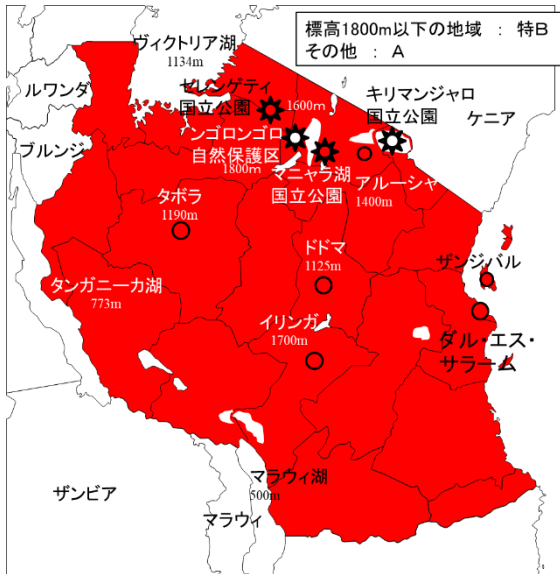 標高1800m以下の地域 : 特B
その他 : A
ヴィクトリア湖
1134m
ルワンダ
セレンゲティ
国立公園
1600m
キリマンジャロ
国立公園
ケニア
ブルンジ
ンゴロンゴロ
自然保護区
1800m
マニャラ湖
国立公園
アルーシャ
1400m
タボラ
1190m
ドドマ
1125m
ザンジバル
タンガニーカ湖
773m
イリンガ
1700m
ダル・エス・
サラーム
マラウィ湖
500m
ザンビア
マラウィ